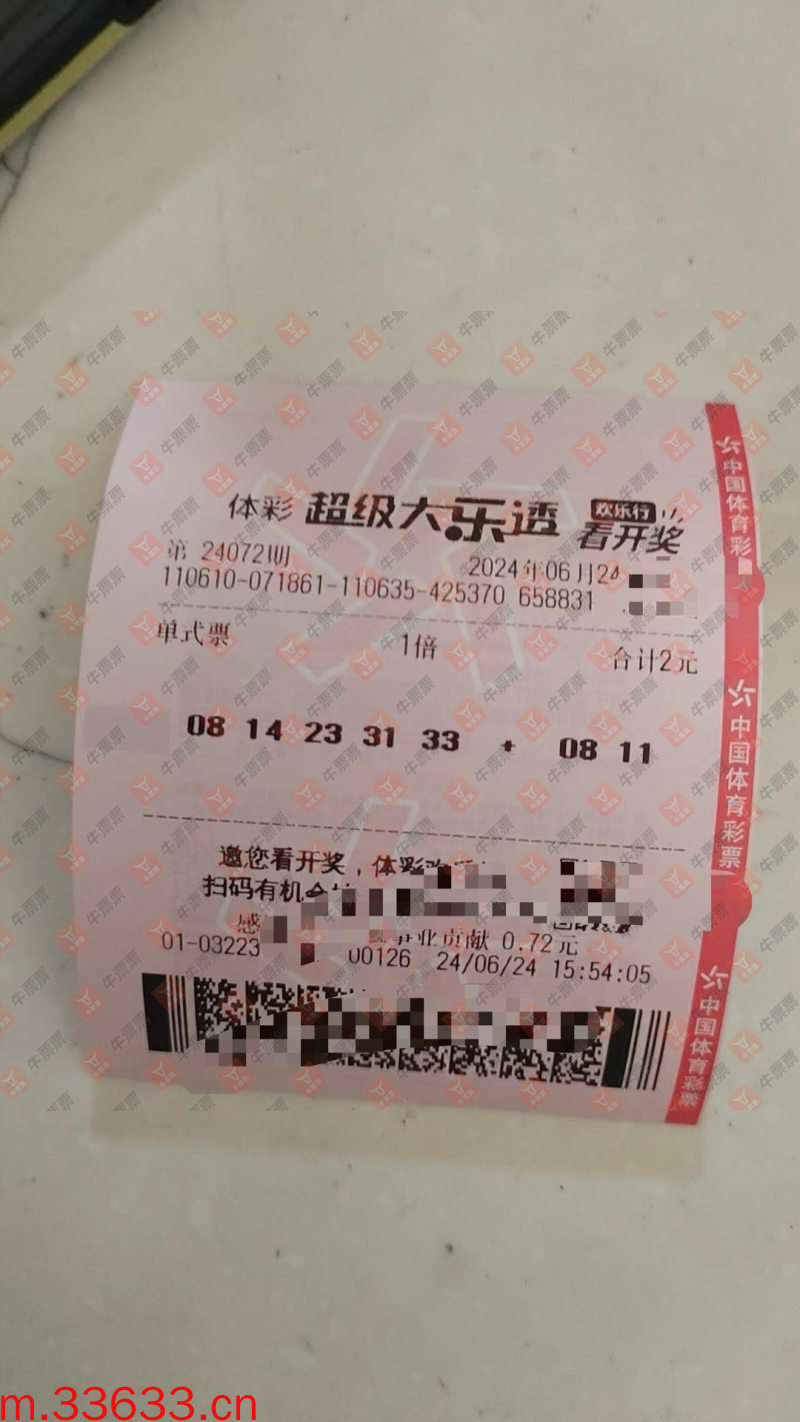 体彩 超级大乐透 欢乐行 看开奖
第 24072期 2024年06月24
110610-071861-110635-425370 658831
单式票 1倍 合计2元
08 14 23 31 33 + 08 11
邀您看开奖，体彩
扫码有机会
感 业贡献 0.72元
01-03223 00126 24/06/24 15:54:05
中国体育彩
中国体育彩票
中国体育彩票
牛票票
m.33633.cn